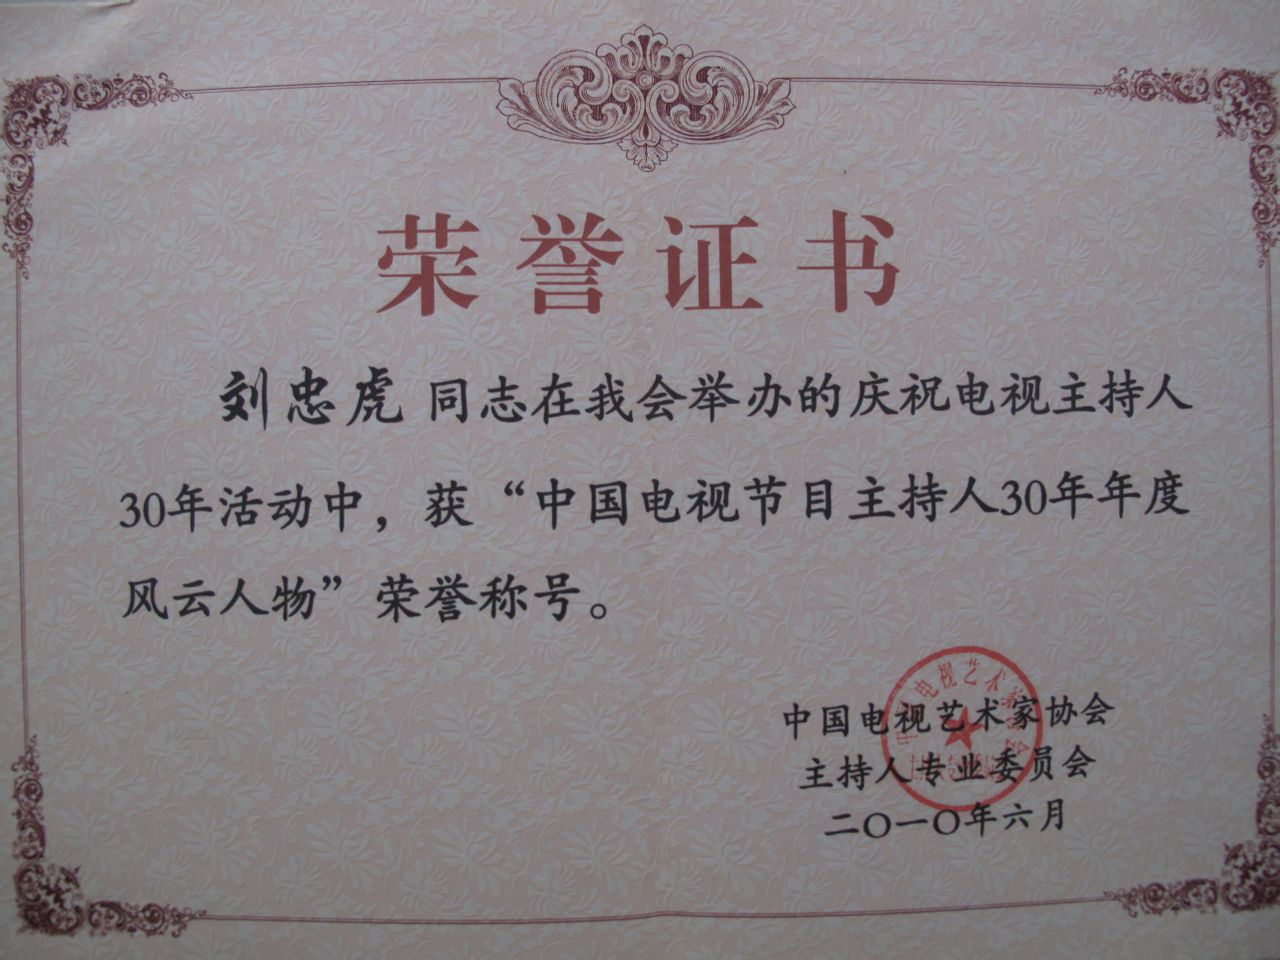 荣誉证书
刘忠虎 同志在我会举办的庆祝电视主持人
30年活动中，获“中国电视节目主持人30年年度
风云人物”荣誉称号。
中国电视艺术家协会
主持人专业委员会
二〇一〇年六月